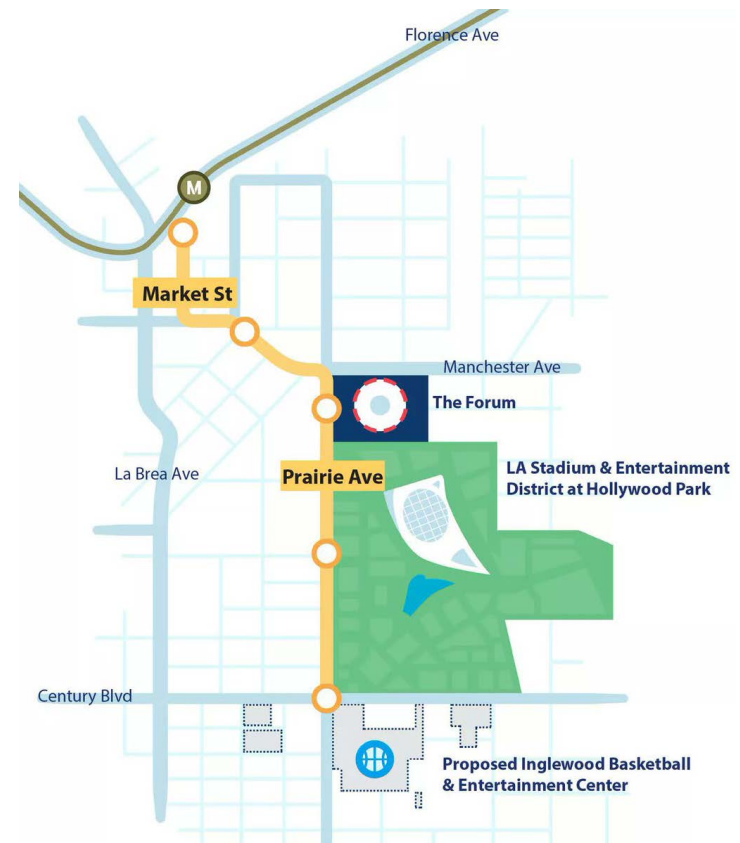 Florence Ave
M
Market St
Manchester Ave
The Forum
La Brea Ave
Prairie Ave
LA Stadium & Entertainment
District at Hollywood Park
Century Blvd
Proposed Inglewood Basketball
& Entertainment Center